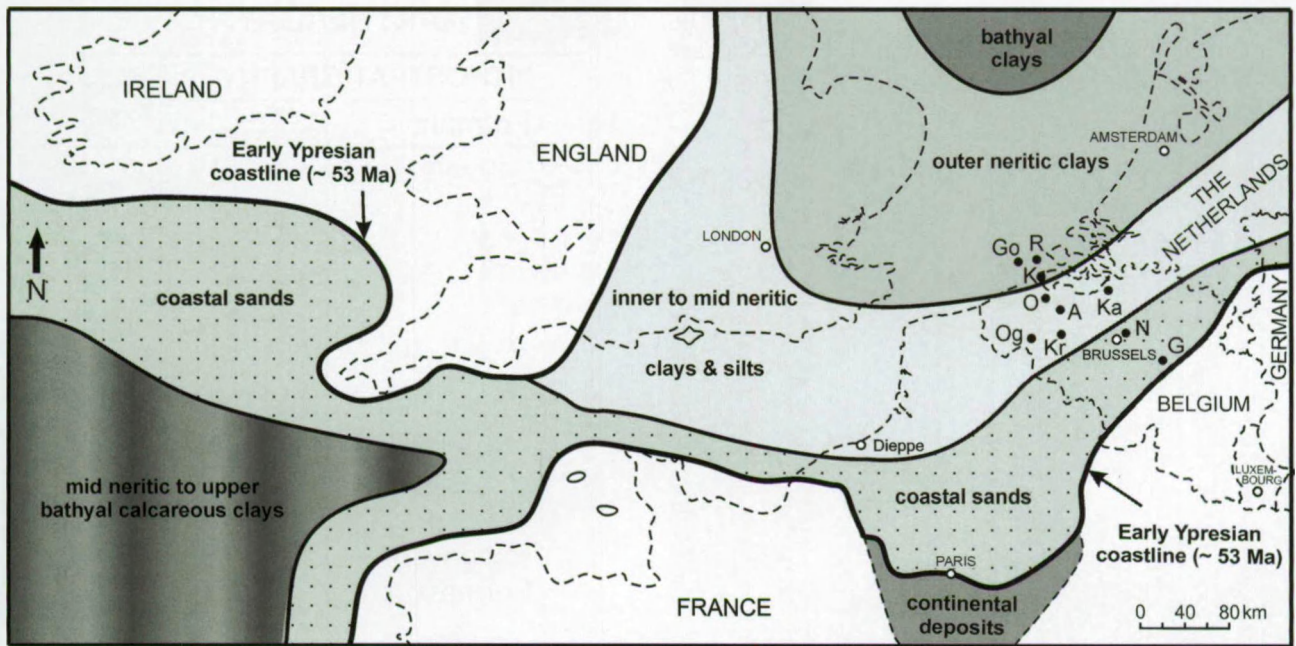 bathyal
clays
IRELAND
Early Ypresian
coastline (~ 53 Ma)
ENGLAND
AMSTERDAM
outer neritic clays
THE
NETHERLANDS
N
LONDON
Go
R
K
coastal sands
inner to mid neritic
O
A
Ka
Og
Kr
N
BRUSSELS
G
GERMANY
clays & silts
BELGIUM
Dieppe
mid neritic to upper
bathyal calcareous clays
coastal sands
LUXEM-
BOURG
Early Ypresian
coastline (~ 53 Ma)
PARIS
FRANCE
continental
deposits
0 40 80 km